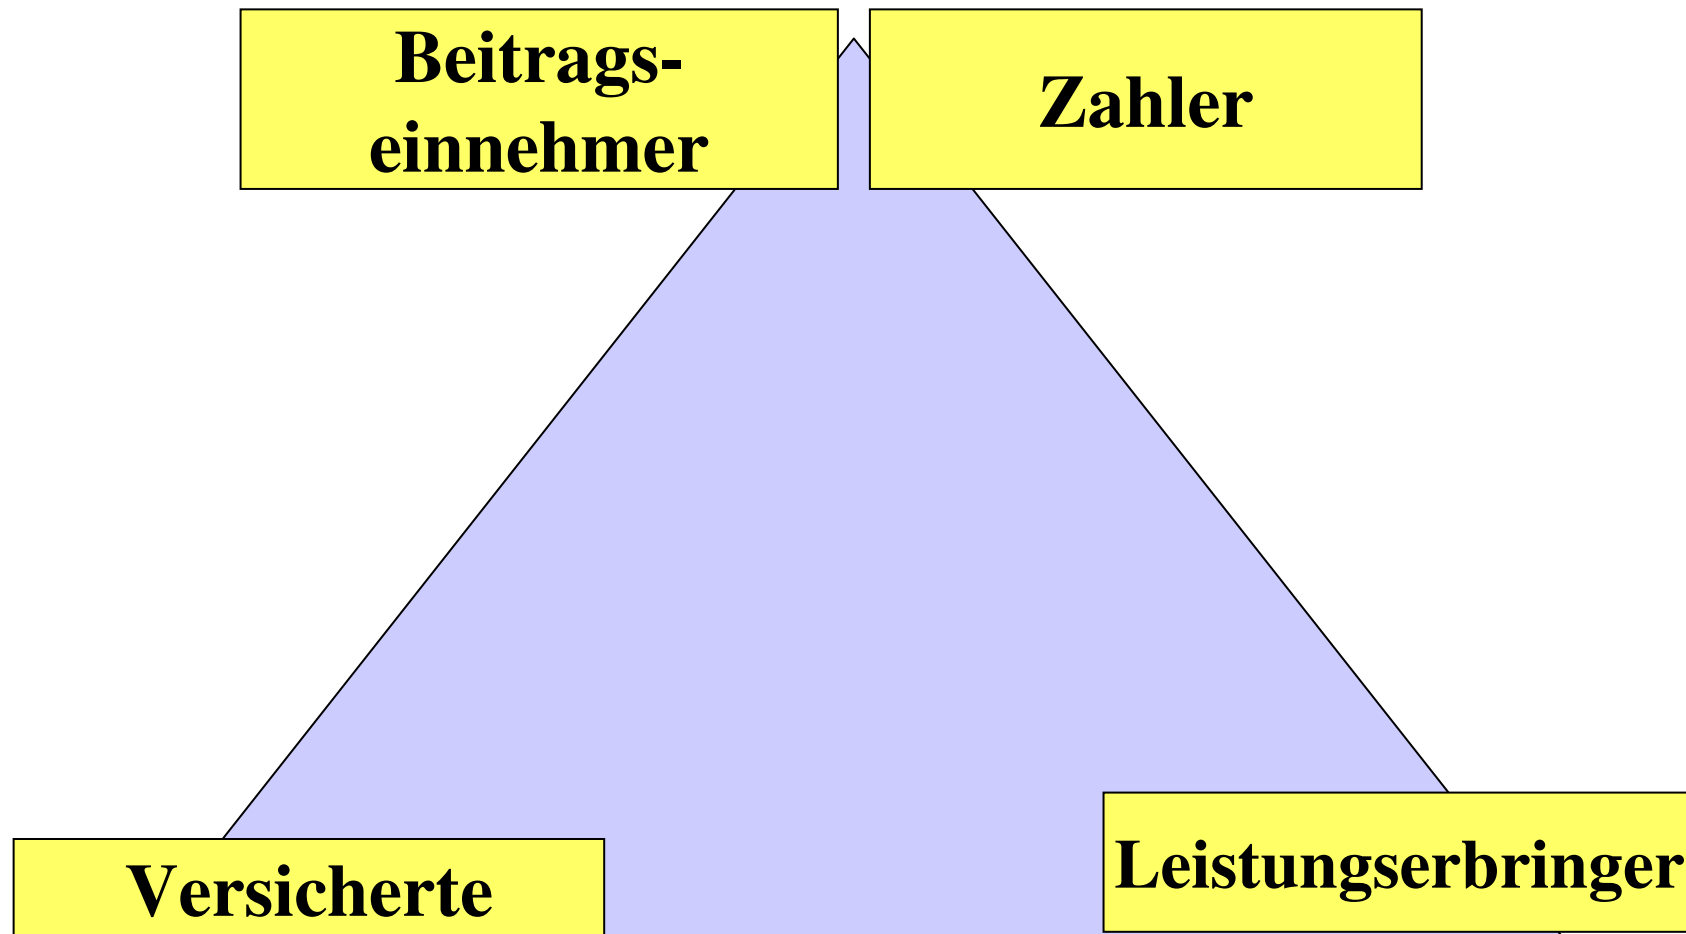 Beitrags-
einnehmer
Zahler
Versicherte
Leistungserbringer